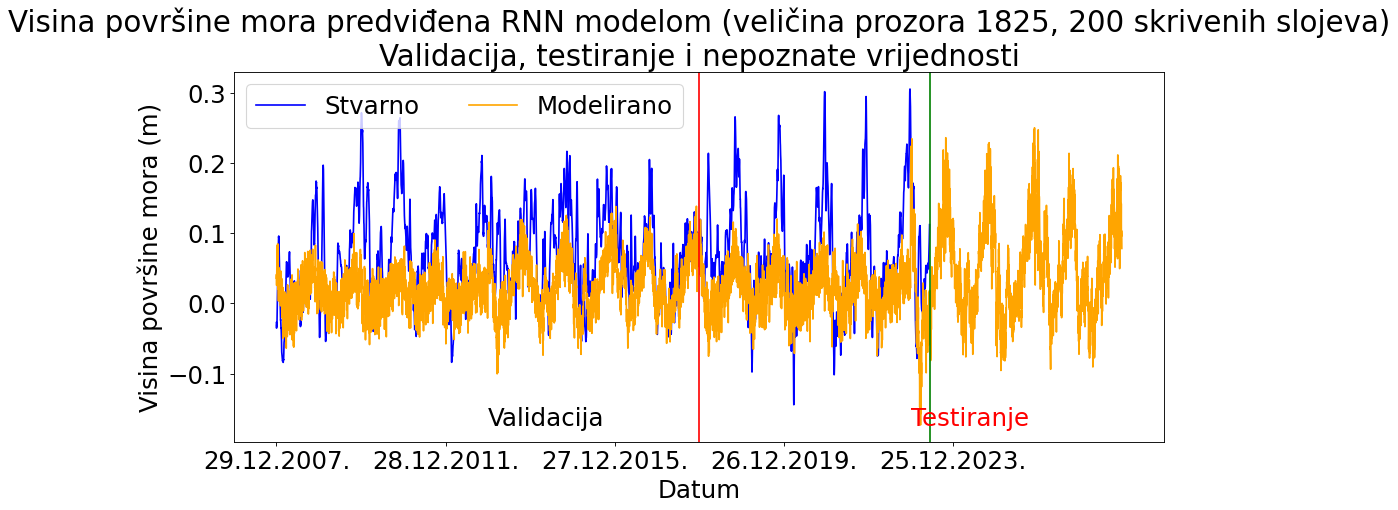 Visina površine mora predviđena RNN modelom (veličina prozora 1825, 200 skrivenih slojeva)
Validacija, testiranje i nepoznate vrijednosti
Stvarno
Modelirano
Visina površine mora (m)
0.3
0.2
0.1
0.0
−0.1
Validacija
Testiranje
29.12.2007.
28.12.2011.
27.12.2015.
26.12.2019.
25.12.2023.
Datum